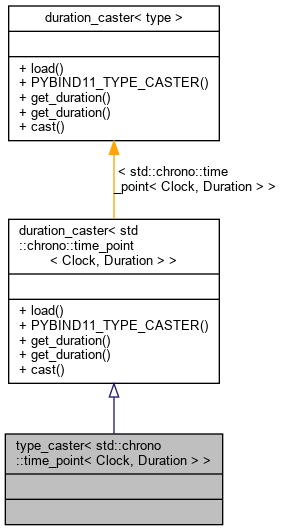 duration_caster< type >
+ load()
+ PYBIND11_TYPE_CASTER()
+ get_duration()
+ get_duration()
+ cast()
< std::chrono::time
_point< Clock, Duration > >
duration_caster< std
::chrono::time_point
< Clock, Duration > >
+ load()
+ PYBIND11_TYPE_CASTER()
+ get_duration()
+ get_duration()
+ cast()
type_caster< std::chrono
::time_point< Clock, Duration > >